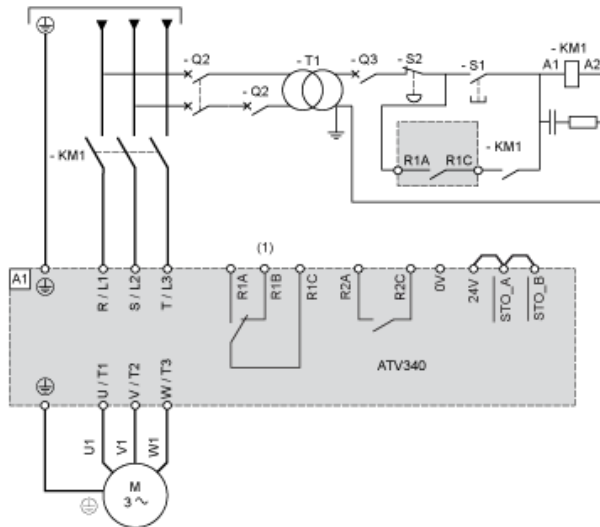 - Q2
- T1
- Q3
- S2
- S1
- KM1
A1
A2
- Q2
- KM1
R1A
R1C
- KM1
(1)
A1
R / L1
S / L2
T / L3
R1A
R1B
R1C
R2A
R2C
0V
24V
STO_A
STO_B
ATV340
U / T1
V / T2
W / T3
U1
V1
W1
M
3 ~